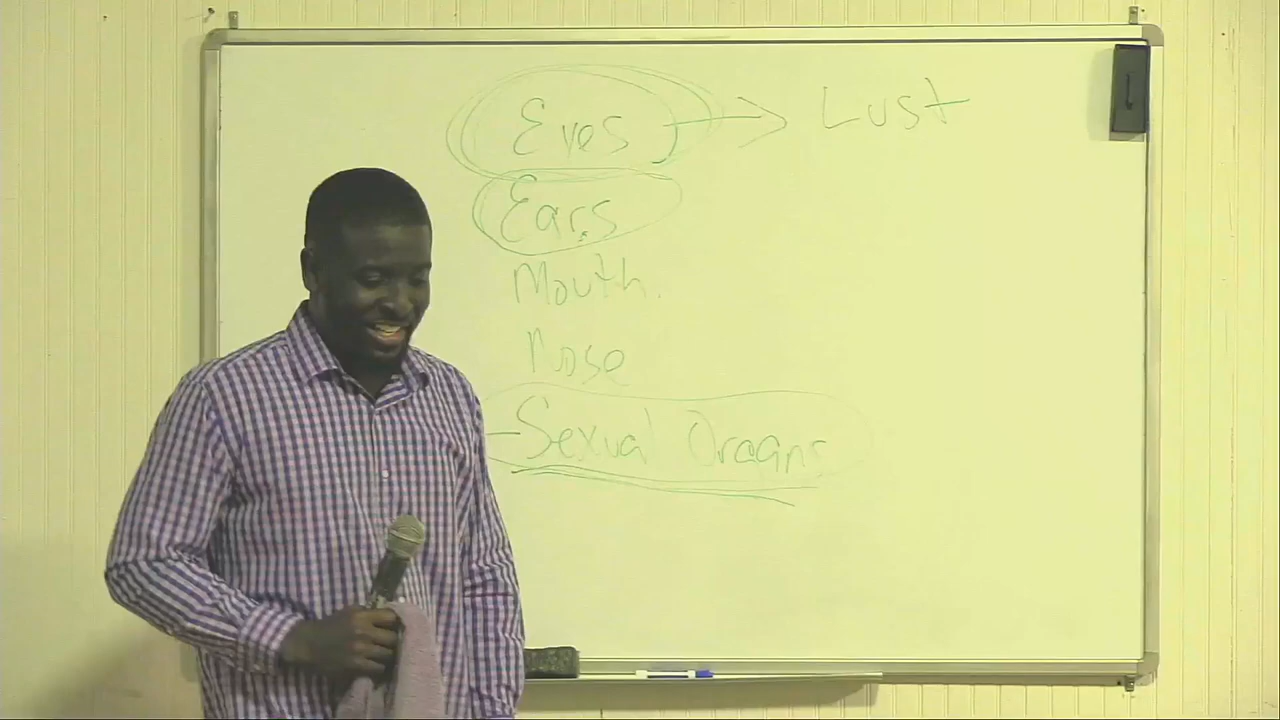 Eyes → Lust
Ears
Mouth.
Nose
- Sexual Organs